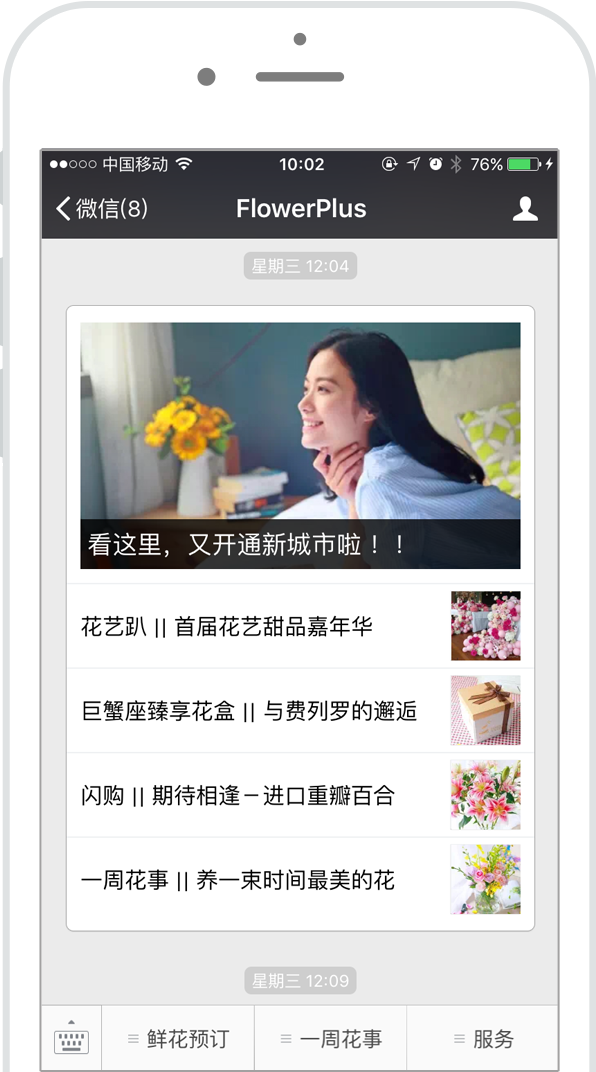 中国移动 10:02 76%
微信(8) FlowerPlus
星期三 12:04
看这里，又开通新城市啦！！
花艺趴 || 首届花艺甜品嘉年华
巨蟹座臻享花盒 || 与费列罗的邂逅
闪购 || 期待相逢－进口重瓣百合
一周花事 || 养一束时间最美的花
星期三 12:09
鲜花预订 一周花事 服务